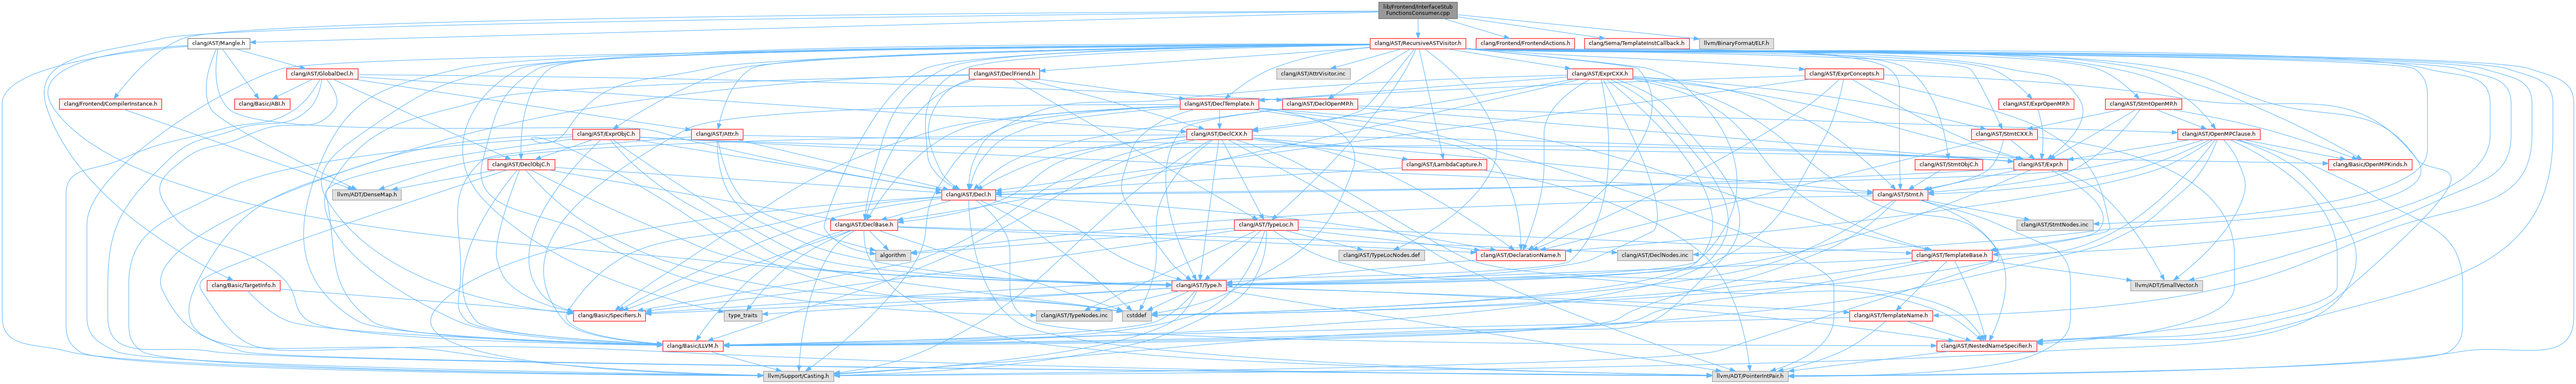 lib/Frontend/InterfaceStub
FunctionsConsumer.cpp
clang/AST/Mangle.h
clang/AST/RecursiveASTVisitor.h
clang/Frontend/FrontendActions.h
clang/Sema/TemplateInstCallback.h
llvm/BinaryFormat/ELF.h
clang/AST/GlobalDecl.h
clang/AST/DeclFriend.h
clang/AST/AttrVisitor.inc
clang/AST/ExprCXX.h
clang/AST/ExprConcepts.h
clang/Frontend/CompilerInstance.h
clang/Basic/ABI.h
clang/AST/DeclTemplate.h
clang/AST/DeclOpenMP.h
clang/AST/ExprOpenMP.h
clang/AST/StmtOpenMP.h
clang/AST/ExprObjC.h
clang/AST/Attr.h
clang/AST/DeclCXX.h
clang/AST/StmtCXX.h
clang/AST/OpenMPClause.h
clang/AST/DeclObjC.h
clang/AST/LambdaCapture.h
clang/AST/StmtObjC.h
clang/AST/Expr.h
clang/Basic/OpenMPKinds.h
llvm/ADT/DenseMap.h
clang/AST/Decl.h
clang/AST/Stmt.h
clang/AST/DeclBase.h
clang/AST/TypeLoc.h
clang/AST/StmtNodes.inc
algorithm
clang/AST/TypeLocNodes.def
clang/AST/DeclarationName.h
clang/AST/DeclNodes.inc
clang/AST/TemplateBase.h
clang/Basic/TargetInfo.h
clang/AST/Type.h
llvm/ADT/SmallVector.h
clang/Basic/Specifiers.h
type_traits
clang/AST/TypeNodes.inc
cstddef
clang/AST/TemplateName.h
clang/Basic/LLVM.h
clang/AST/NestedNameSpecifier.h
llvm/Support/Casting.h
llvm/ADT/PointerIntPair.h